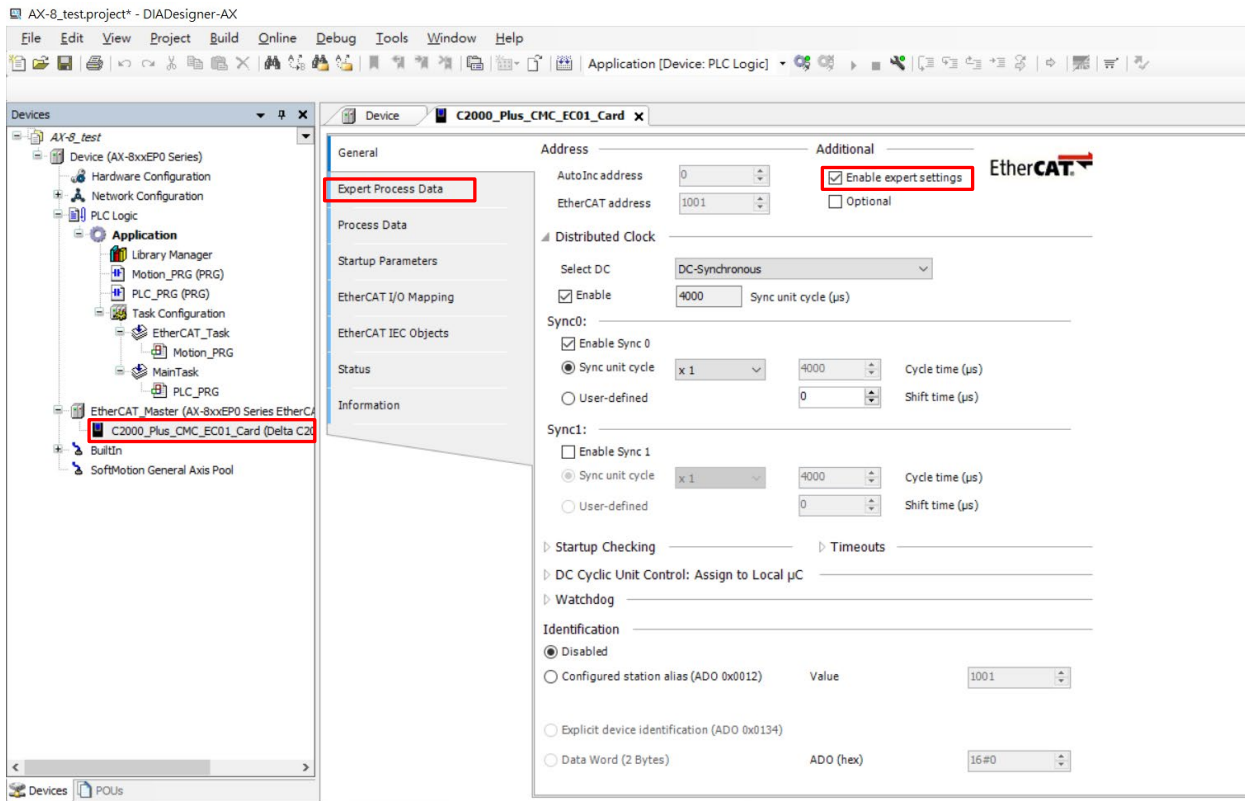 AX-8_test.project* - DIADesigner-AX
File Edit View Project Build Online Debug Tools Window Help
Application [Device: PLC Logic]
Devices
AX-8_test
Device (AX-8xxEP0 Series)
Hardware Configuration
Network Configuration
PLC Logic
Application
Library Manager
Motion_PRG (PRG)
PLC_PRG (PRG)
Task Configuration
EtherCAT_Task
Motion_PRG
MainTask
PLC_PRG
EtherCAT_Master (AX-8xxEP0 Series EtherCA
C2000_Plus_CMC_EC01_Card (Delta C20
BuiltIn
SoftMotion General Axis Pool
Devices POUs
Device C2000_Plus_CMC_EC01_Card
General
Expert Process Data
Process Data
Startup Parameters
EtherCAT I/O Mapping
EtherCAT IEC Objects
Status
Information
Address Additional
AutoInc address 0 Enable expert settings
EtherCAT address 1001 Optional
EtherCAT.
Distributed Clock
Select DC DC-Synchronous
Enable 4000 Sync unit cycle (µs)
Sync0:
Enable Sync 0
Sync unit cycle x 1 4000 Cycle time (µs)
User-defined 0 Shift time (µs)
Sync1:
Enable Sync 1
Sync unit cycle x 1 4000 Cycle time (µs)
User-defined 0 Shift time (µs)
Startup Checking Timeouts
DC Cyclic Unit Control: Assign to Local µC
Watchdog
Identification
Disabled
Configured station alias (ADO 0x0012) Value 1001
Explicit device identification (ADO 0x0134)
Data Word (2 Bytes) ADO (hex) 16#0